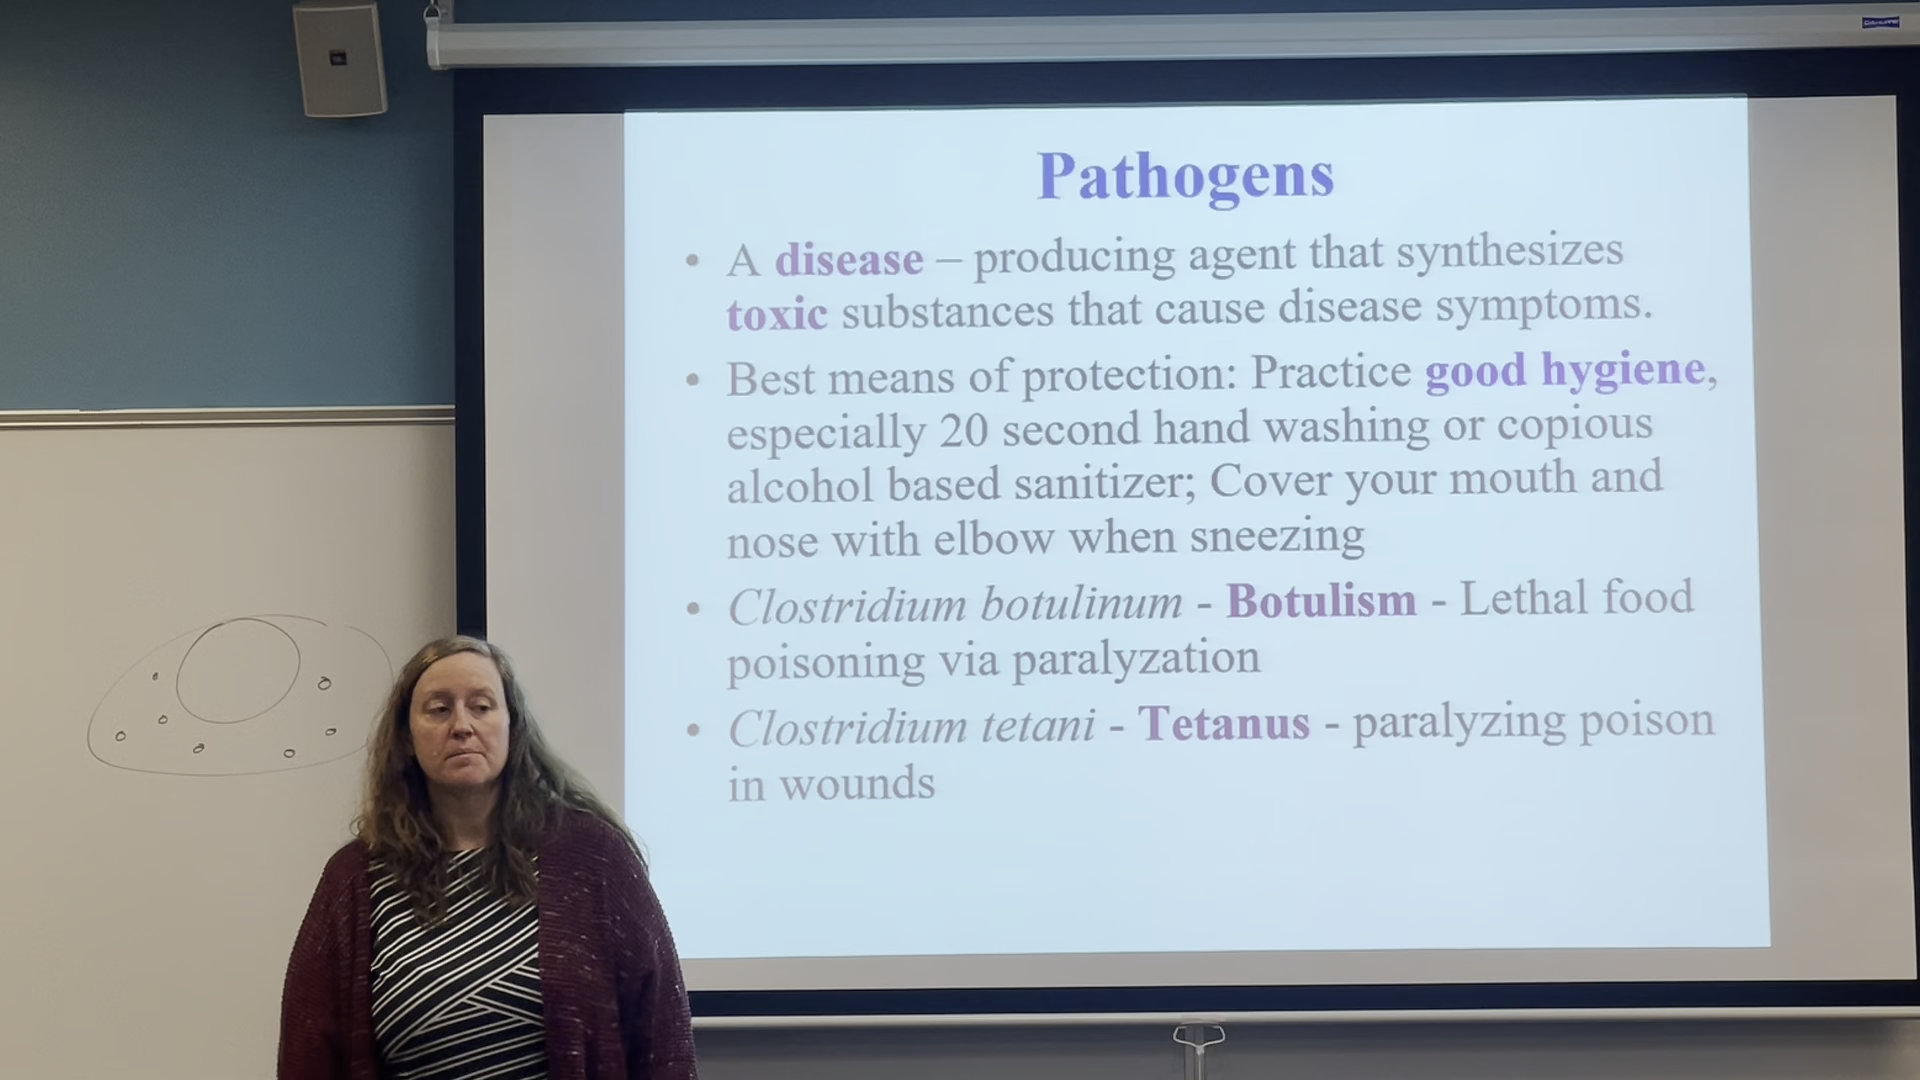 Pathogens
• A disease – producing agent that synthesizes
toxic substances that cause disease symptoms.
• Best means of protection: Practice good hygiene,
especially 20 second hand washing or copious
alcohol based sanitizer; Cover your mouth and
nose with elbow when sneezing
• Clostridium botulinum - Botulism - Lethal food
poisoning via paralyzation
• Clostridium tetani - Tetanus - paralyzing poison
in wounds